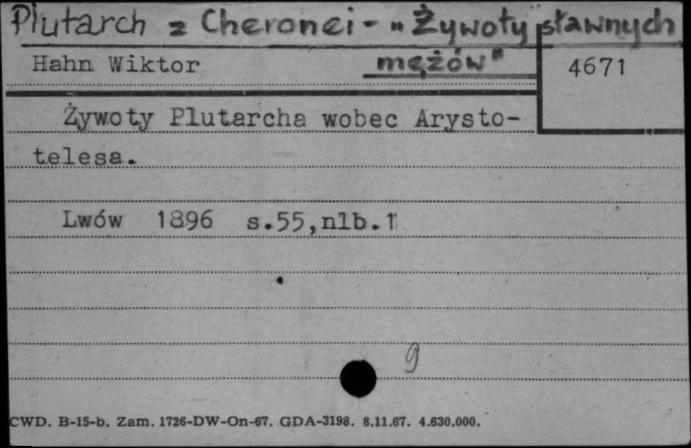 Plutarch z Cheronei - "Żywoty sławnych
mężów"
Hahn Wiktor
4671
Żywoty Plutarcha wobec Arysto-
telesa.
Lwów 1896 s.55,nlb.1
9
CWD. B-15-b. Zam. 1726-DW-On-67. GDA-3198. 8.11.67. 4.630.000.